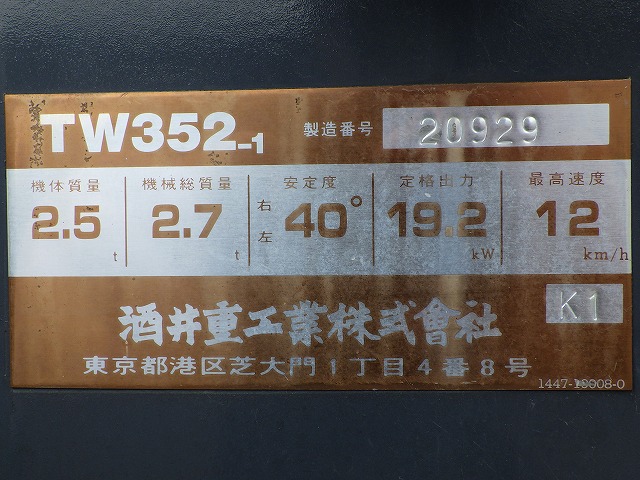 TW352-1 製造番号 20929
機体質量 機械総質量 安定度 定格出力 最高速度
2.5 t 2.7 t 右 左 40° 19.2 kW 12 km/h
K1
酒井重工業株式會社
東京都港区芝大門1丁目4番8号